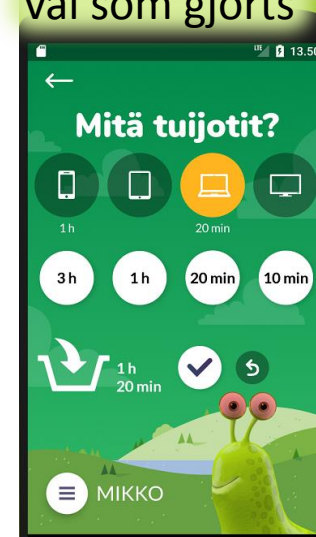 val som gjorts
LTE 13.50
Mitä tuijotit?
1 h 20 min
3 h 1 h 20 min 10 min
1 h
20 min
MIKKO